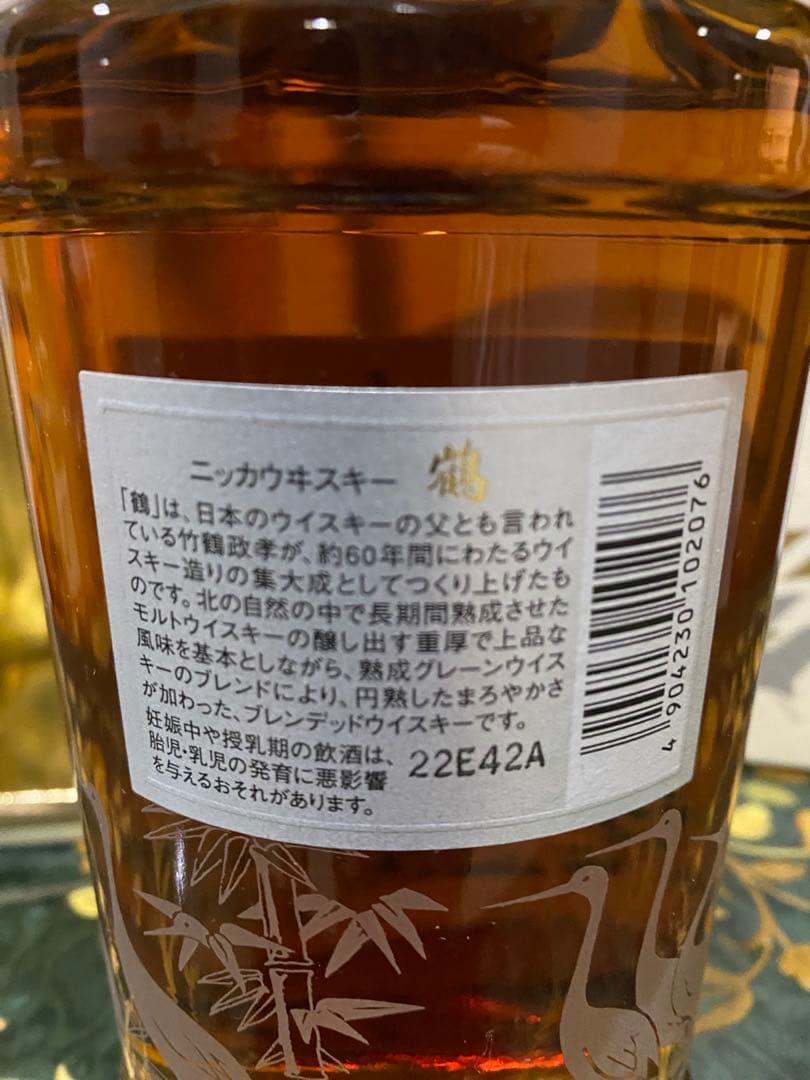 ニッカウヰスキー 鶴
「鶴」は、日本のウイスキーの父とも言われ
ている竹鶴政孝が、約60年間にわたるウイ
スキー造りの集大成としてつくり上げたも
のです。北の自然の中で長期間熟成させた
モルトウイスキーの醸し出す重厚で上品な
風味を基本としながら、熟成グレーンウイス
キーのブレンドにより、円熟したまろやかさ
が加わった、ブレンデッドウイスキーです。
妊娠中や授乳期の飲酒は、
胎児・乳児の発育に悪影響
を与えるおそれがあります。
22E42A
4 904230 102076